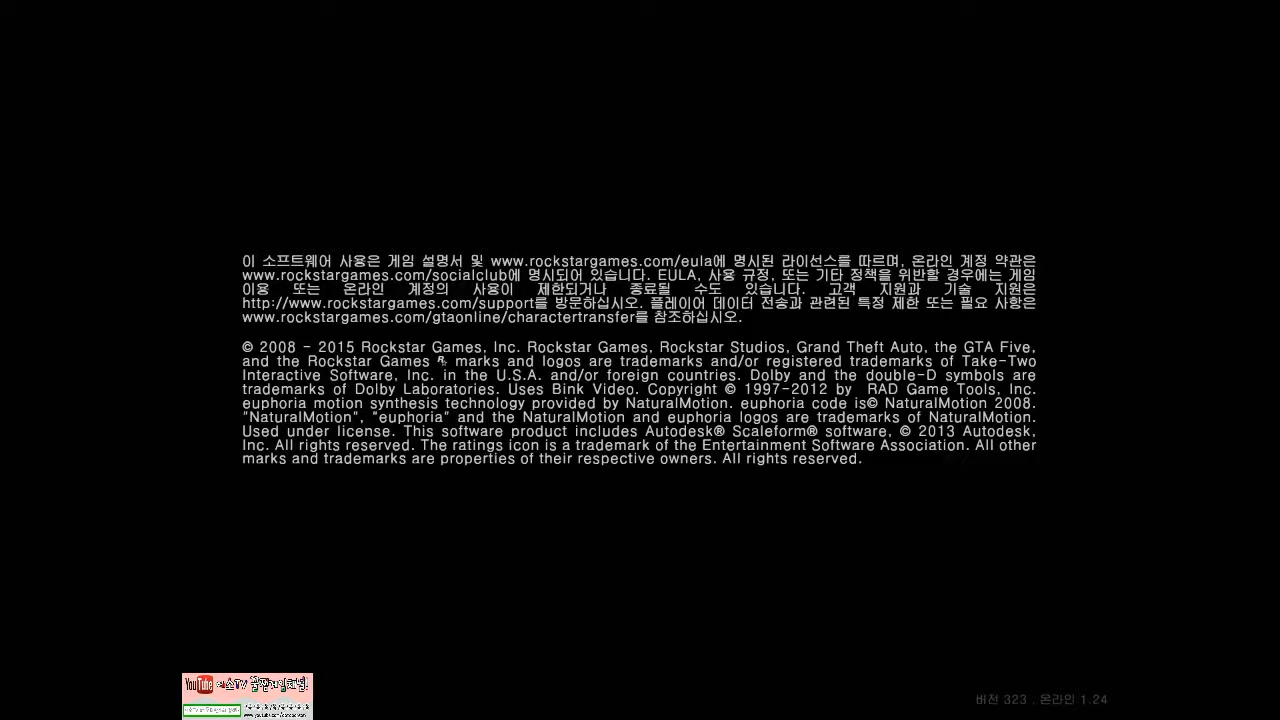 이 소프트웨어 사용은 게임 설명서 및 www.rockstargames.com/eula에 명시된 라이선스를 따르며, 온라인 계정 약관은
www.rockstargames.com/socialclub에 명시되어 있습니다. EULA, 사용 규정, 또는 기타 정책을 위반할 경우에는 게임
이용 또는 온라인 계정의 사용이 제한되거나 종료될 수도 있습니다. 고객 지원과 기술 지원은
http://www.rockstargames.com/support를 방문하십시오. 플레이어 데이터 전송과 관련된 특정 제한 또는 필요 사항은
www.rockstargames.com/gtaonline/charactertransfer를 참조하십시오.
© 2008 - 2015 Rockstar Games, Inc. Rockstar Games, Rockstar Studios, Grand Theft Auto, the GTA Five,
and the Rockstar Games marks and logos are trademarks and/or registered trademarks of Take-Two
Interactive Software, Inc. in the U.S.A. and/or foreign countries. Dolby and the double-D symbols are
trademarks of Dolby Laboratories. Uses Bink Video. Copyright © 1997-2012 by RAD Game Tools, Inc.
euphoria motion synthesis technology provided by NaturalMotion. euphoria code is© NaturalMotion 2008.
"NaturalMotion", "euphoria" and the NaturalMotion and euphoria logos are trademarks of NaturalMotion.
Used under license. This software product includes Autodesk® Scaleform® software, © 2013 Autodesk,
Inc. All rights reserved. The ratings icon is a trademark of the Entertainment Software Association. All other
marks and trademarks are properties of their respective owners. All rights reserved.
YouTube
버전 323 . 온라인 1.24